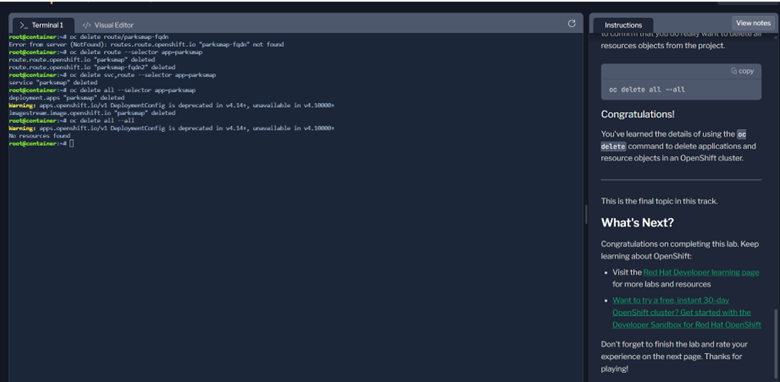 Terminal 1
</> Visual Editor
root@container:~# oc delete route/parksmap-fqdn
Error from server (NotFound): routes.route.openshift.io "parksmap-fqdn" not found
root@container:~# oc delete route --selector app=parksmap
route.route.openshift.io "parksmap" deleted
route.route.openshift.io "parksmap-fqdn2" deleted
root@container:~# oc delete svc,route --selector app=parksmap
service "parksmap" deleted
root@container:~# oc delete all --selector app=parksmap
deployment.apps "parksmap" deleted
Warning: apps.openshift.io/v1 DeploymentConfig is deprecated in v4.14+, unavailable in v4.10000+
imagestream.image.openshift.io "parksmap" deleted
root@container:~# oc delete all --all
Warning: apps.openshift.io/v1 DeploymentConfig is deprecated in v4.14+, unavailable in v4.10000+
No resources found
root@container:~#
Instructions
View notes
to confirm that you do really want to delete all
resources objects from the project.
copy
oc delete all --all
Congratulations!
You've learned the details of using the oc
delete command to delete applications and
resource objects in an OpenShift cluster.
This is the final topic in this track.
What's Next?
Congratulations on completing this lab. Keep
learning about OpenShift:
• Visit the Red Hat Developer learning page
for more labs and resources
• Want to try a free, instant 30-day
OpenShift cluster? Get started with the
Developer Sandbox for Red Hat OpenShift
Don't forget to finish the lab and rate your
experience on the next page. Thanks for
playing!